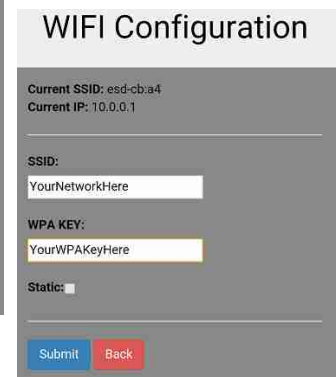 WIFI Configuration
Current SSID: esd-cb:a4
Current IP: 10.0.0.1
SSID:
YourNetworkHere
WPA KEY:
YourWPAKeyHere
Static:
Submit Back